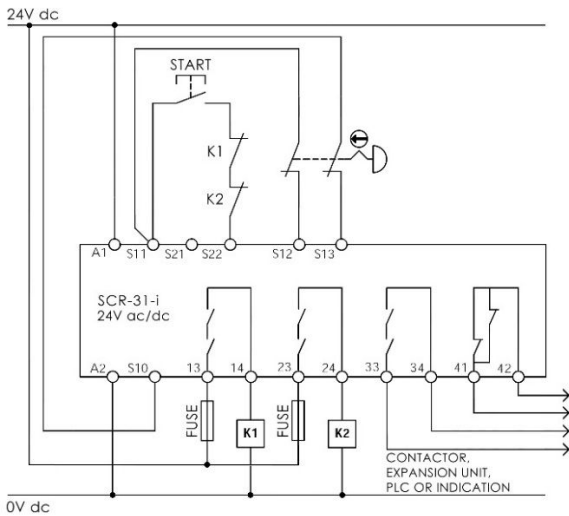 24V dc
START
K1
K2
A1 S11 S21 S22 S12 S13
SCR-31-i
24V ac/dc
A2 S10 13 14 23 24 33 34 41 42
FUSE
K1
FUSE
K2
CONTACTOR,
EXPANSION UNIT,
PLC OR INDICATION
0V dc